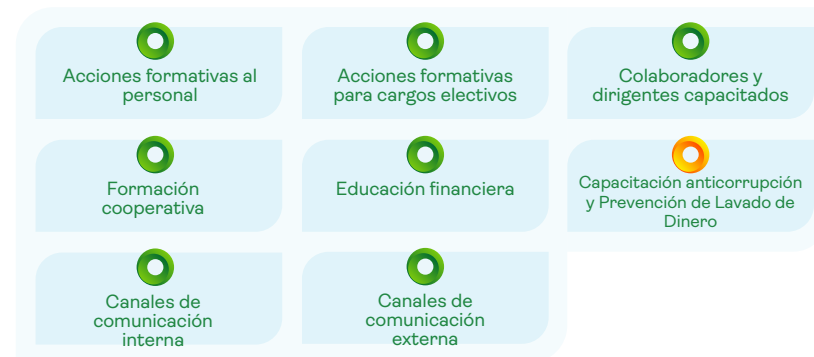 Acciones formativas al
personal
Acciones formativas
para cargos electivos
Colaboradores y
dirigentes capacitados
Formación
cooperativa
Educación financiera
Capacitación anticorrupción
y Prevención de Lavado de
Dinero
Canales de
comunicación
interna
Canales de
comunicación
externa